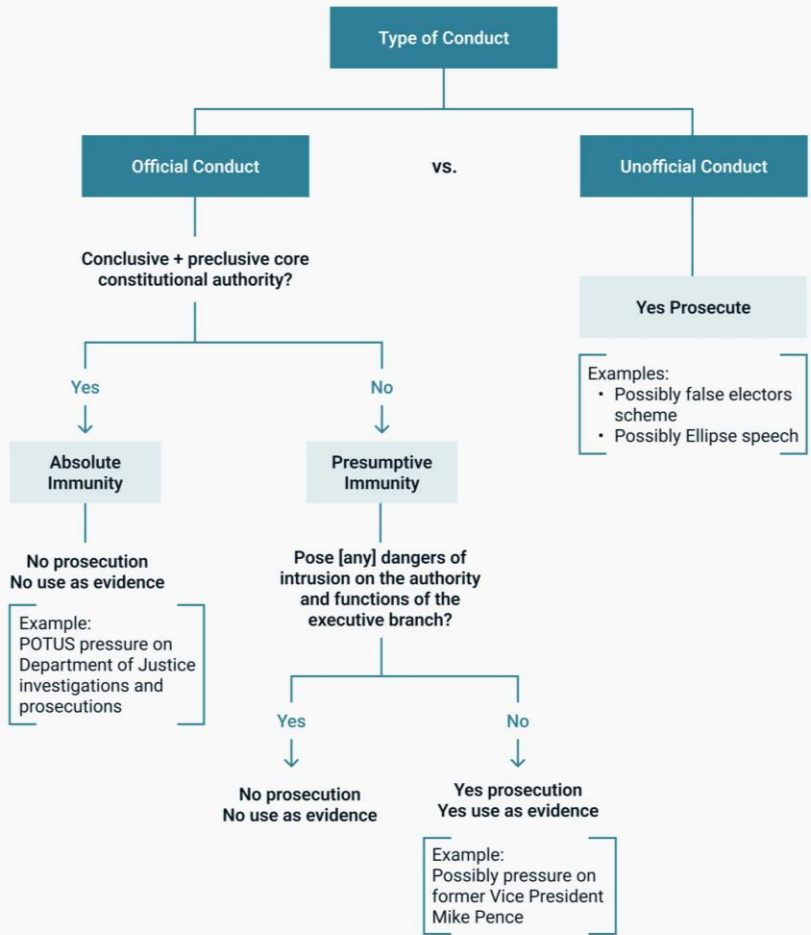 Type of Conduct
Official Conduct
vs.
Unofficial Conduct
Conclusive + preclusive core
constitutional authority?
Yes Prosecute
Examples:
• Possibly false electors
scheme
• Possibly Ellipse speech
Yes
No
Absolute
Immunity
Presumptive
Immunity
No prosecution
No use as evidence
Example:
POTUS pressure on
Department of Justice
investigations and
prosecutions
Pose [any] dangers of
intrusion on the authority
and functions of the
executive branch?
Yes
No
No prosecution
No use as evidence
Yes prosecution
Yes use as evidence
Example:
Possibly pressure on
former Vice President
Mike Pence